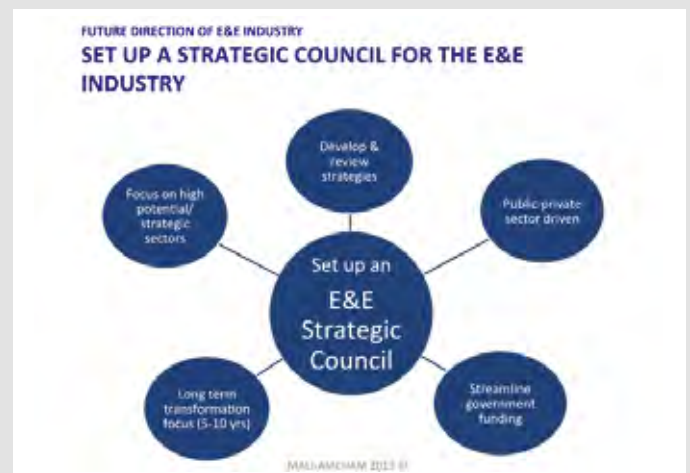 FUTURE DIRECTION OF E&E INDUSTRY
SET UP A STRATEGIC COUNCIL FOR THE E&E
INDUSTRY
Develop &
review
strategies
Focus on high
potential/
strategic
sectors
Public-private
sector driven
Set up an
E&E
Strategic
Council
Long term
transformation
focus (5-10 yrs)
Streamline
government
funding
2013 ©